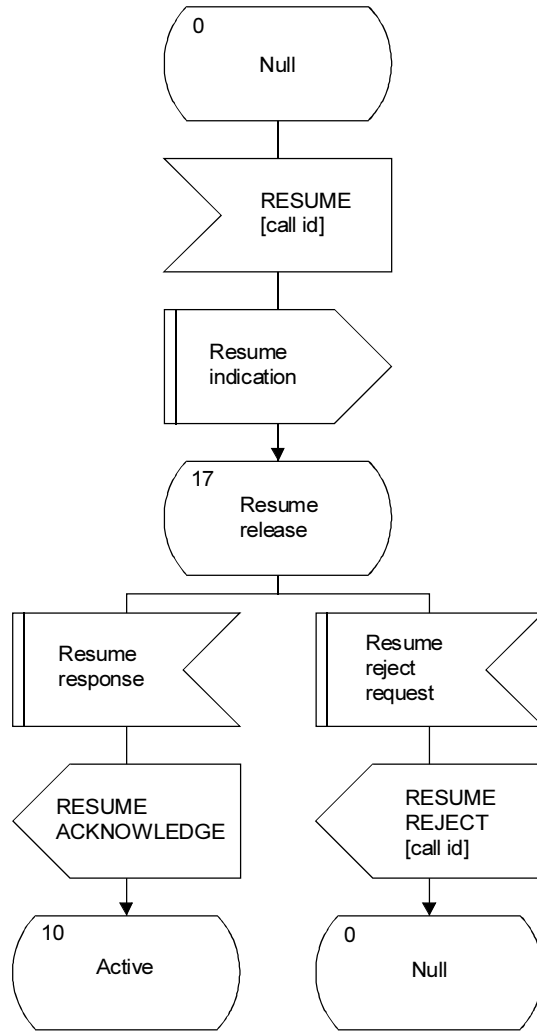 0
Null
RESUME
[call id]
Resume
indication
17
Resume
release
Resume
response
Resume
reject
request
RESUME
ACKNOWLEDGE
RESUME
REJECT
[call id]
10
Active
0
Null